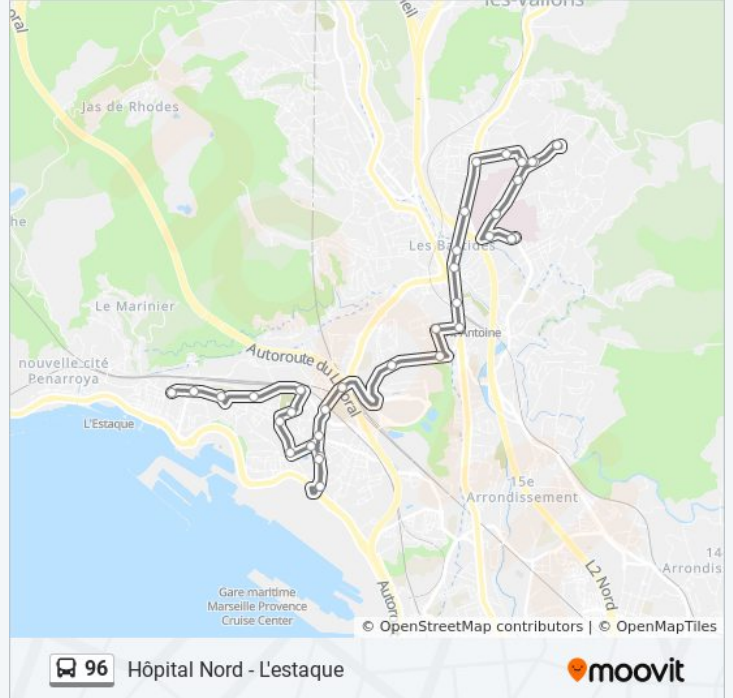 les-Vallons
Jas de Rhodes
Les Bastides
Le Marinier
Antoine
Autoroute du Littoral
nouvelle cité
Penarroya
L'Estaque
15e
Arrondissement
14
Arrondis
L2 Nord
Gare maritime
Marseille Provence
Cruise Center
Autor
© OpenStreetMap contributors | © OpenMapTiles
96 Hôpital Nord - L'estaque
moovit